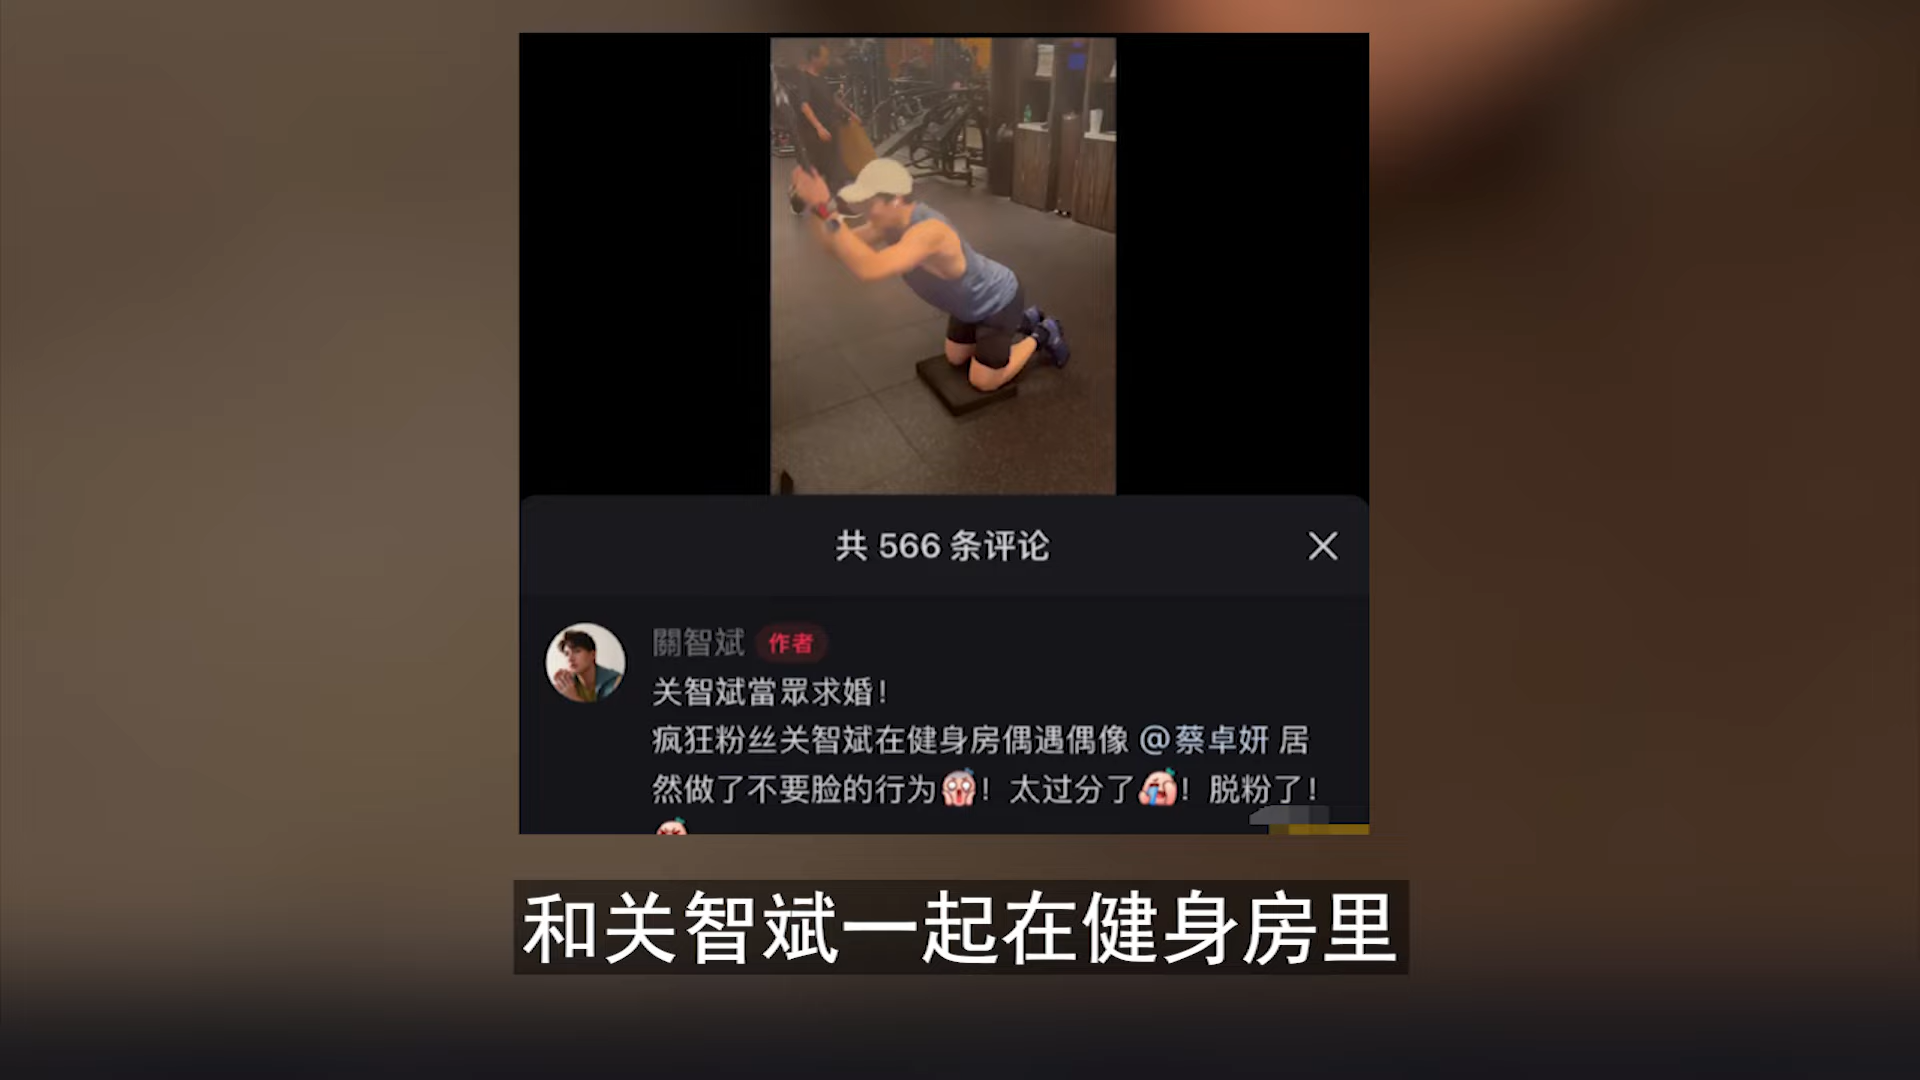 共 566 条评论
關智斌 作者
关智斌當眾求婚！
疯狂粉丝关智斌在健身房偶遇偶像 @蔡卓妍 居
然做了不要脸的行为！太过分了！脱粉了！
和关智斌一起在健身房里